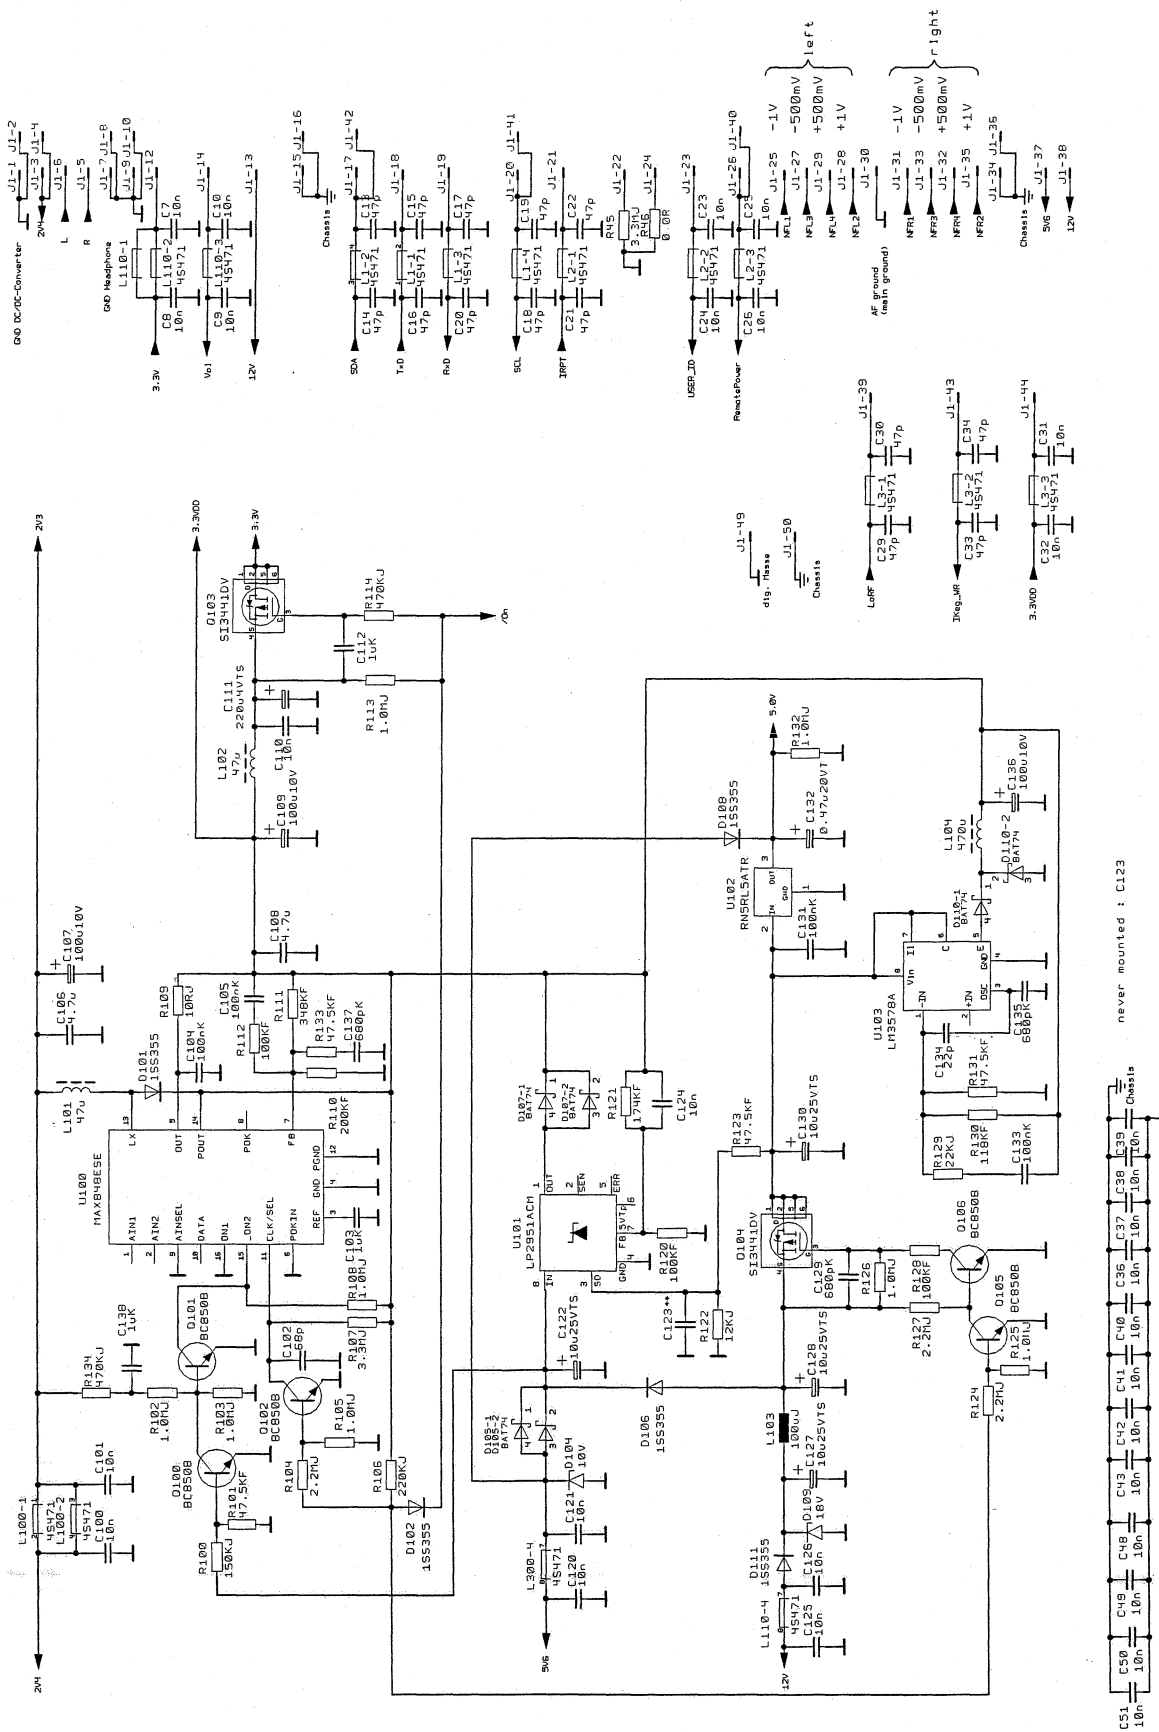 GND DC/DC-Converter
J1-1
J1-2
J1-3
J1-4
2V4
J1-6
L
J1-5
R
GND Headphone
J1-7
J1-8
J1-9
J1-10
J1-12
L110-1
L110-2
4S471
C7
10n
C8
10n
3.3V
J1-14
L110-3
4S471
C10
10n
C9
10n
Vol
J1-13
12V
J1-15
J1-16
Chassis
J1-17
J1-42
C13
47p
L1-2
4S471
C14
47p
SDA
J1-18
C15
47p
L1-1
4S471
C16
47p
TxD
J1-19
C17
47p
L1-3
4S471
C20
47p
RxD
J1-20
J1-41
C19
47p
L1-4
4S471
C18
47p
SCL
J1-21
C22
47p
L2-1
4S471
C21
47p
IRPT
J1-22
R45
3.3MJ
J1-24
R46
0.0R
J1-23
C23
10n
L2-2
4S471
C24
10n
USER_ID
J1-26
J1-40
C25
10n
L2-3
4S471
C26
10n
RemotePower
left
NFL1
J1-25
-1V
NFL3
J1-27
-500mV
NFL4
J1-29
+500mV
NFL2
J1-28
+1V
J1-30
AF ground
(main ground)
right
NFR1
J1-31
-1V
NFR3
J1-33
-500mV
NFR4
J1-32
+500mV
NFR2
J1-35
+1V
J1-34
J1-36
Chassis
J1-37
5V6
J1-38
12V
J1-49
dig. Masse
J1-50
Chassis
J1-39
C30
47p
L3-1
4S471
C29
47p
LoRF
J1-43
C34
47p
L3-2
4S471
C33
47p
IKeg_WR
J1-44
C31
10n
L3-3
4S471
C32
10n
3.3VDD
2V4
L100-1
4S471
L100-2
4S471
C100
10n
C101
10n
R134
470KJ
C138
1uK
R102
1.0MJ
R103
1.0MJ
Q100
BC850B
R100
150KJ
R101
47.5KF
Q101
BC850B
Q102
BC850B
C102
68p
R104
2.2MJ
R105
1.0MJ
R106
220KJ
R107
3.3MJ
R108
1.0MJ
D102
1SS355
U100
MAX848ESE
AIN1
AIN2
AINSEL
DATA
ON1
_ON2
CLK/SEL
POKIN
REF
GND
PGND
LX
OUT
POUT
POK
FB
C103
1uK
L101
47u
D101
1SS355
C104
100nK
R109
10RJ
C106
4.7u
C107
100u10V
C105
100nK
R112
100KF
R111
348KF
R133
47.5KF
C137
680pK
R110
200KF
C108
4.7u
C109
100u10V
L102
47u
C110
10n
C111
220u4VTS
Q103
SI3441DV
C112
1uK
R113
1.0MJ
R114
470KJ
2V3
3.3VDD
3.3V
/On
5V6
L300-4
4S471
C120
10n
C121
10n
D104
10V
D105-1
D105-2
BAT74
C122
10u25VTS
U101
LP2951ACM
IN
OUT
SEN
ERR
SD
GND
FB
5VTp
D107-1
BAT74
D107-2
BAT74
R120
100KF
R121
174KF
C124
10n
C123**
R122
12KJ
R123
47.5KF
D106
1SS355
12V
L110-4
4S471
C125
10n
C126
10n
D111
1SS355
D109
18V
C127
10u25VTS
L103
100uJ
C128
10u25VTS
Q104
SI3441DV
C129
680pK
R126
1.0MJ
R127
2.2MJ
R128
100KF
Q106
BC850B
Q105
BC850B
R124
2.2MJ
R125
1.0MJ
C130
10u25VTS
C131
100nK
U102
RN5RL5ATR
IN
OUT
GND
D108
1SS355
C132
0.47u20VT
R132
1.0MJ
5.0V
U103
LM3578A
-IN
+IN
Vin
I1
C
E
OSC
GND
C134
22p
C135
680pK
R131
47.5KF
R130
118KF
R129
22KJ
C133
100nK
D110-1
BAT74
D110-2
BAT74
L104
470u
C136
100u10V
never mounted : C123
C51
10n
C50
10n
C49
10n
C48
10n
C43
10n
C42
10n
C41
10n
C40
10n
C36
10n
C37
10n
C38
10n
C39
10n
Chassis